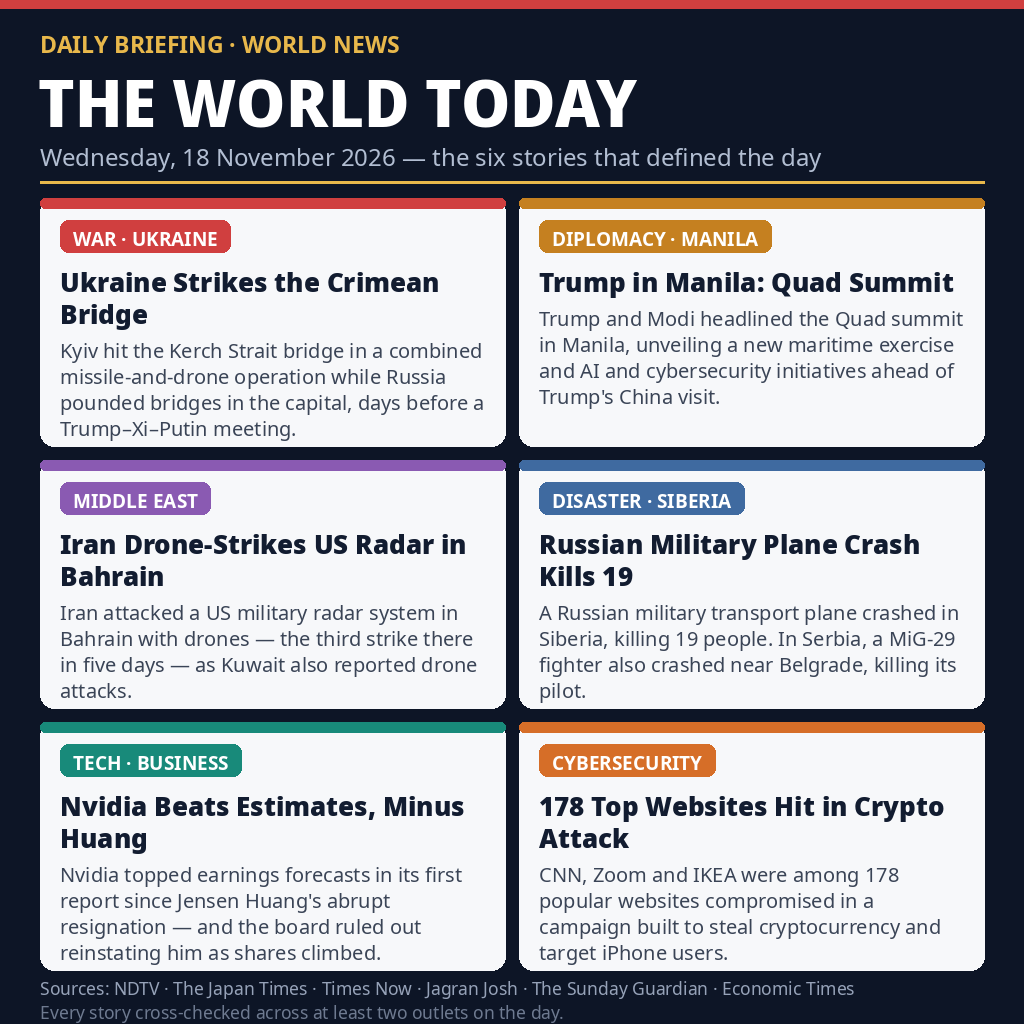 DAILY BRIEFING · WORLD NEWS
THE WORLD TODAY
Wednesday, 18 November 2026 — the six stories that defined the day
WAR · UKRAINE
Ukraine Strikes the Crimean
Bridge
Kyiv hit the Kerch Strait bridge in a combined
missile-and-drone operation while Russia
pounded bridges in the capital, days before a
Trump–Xi–Putin meeting.
DIPLOMACY · MANILA
Trump in Manila: Quad Summit
Trump and Modi headlined the Quad summit
in Manila, unveiling a new maritime exercise
and AI and cybersecurity initiatives ahead of
Trump's China visit.
MIDDLE EAST
Iran Drone-Strikes US Radar in
Bahrain
Iran attacked a US military radar system in
Bahrain with drones — the third strike there
in five days — as Kuwait also reported drone
attacks.
DISASTER · SIBERIA
Russian Military Plane Crash
Kills 19
A Russian military transport plane crashed in
Siberia, killing 19 people. In Serbia, a MiG-29
fighter also crashed near Belgrade, killing its
pilot.
TECH · BUSINESS
Nvidia Beats Estimates, Minus
Huang
Nvidia topped earnings forecasts in its first
report since Jensen Huang's abrupt
resignation — and the board ruled out
reinstating him as shares climbed.
CYBERSECURITY
178 Top Websites Hit in Crypto
Attack
CNN, Zoom and IKEA were among 178
popular websites compromised in a
campaign built to steal cryptocurrency and
target iPhone users.
Sources: NDTV · The Japan Times · Times Now · Jagran Josh · The Sunday Guardian · Economic Times
Every story cross-checked across at least two outlets on the day.